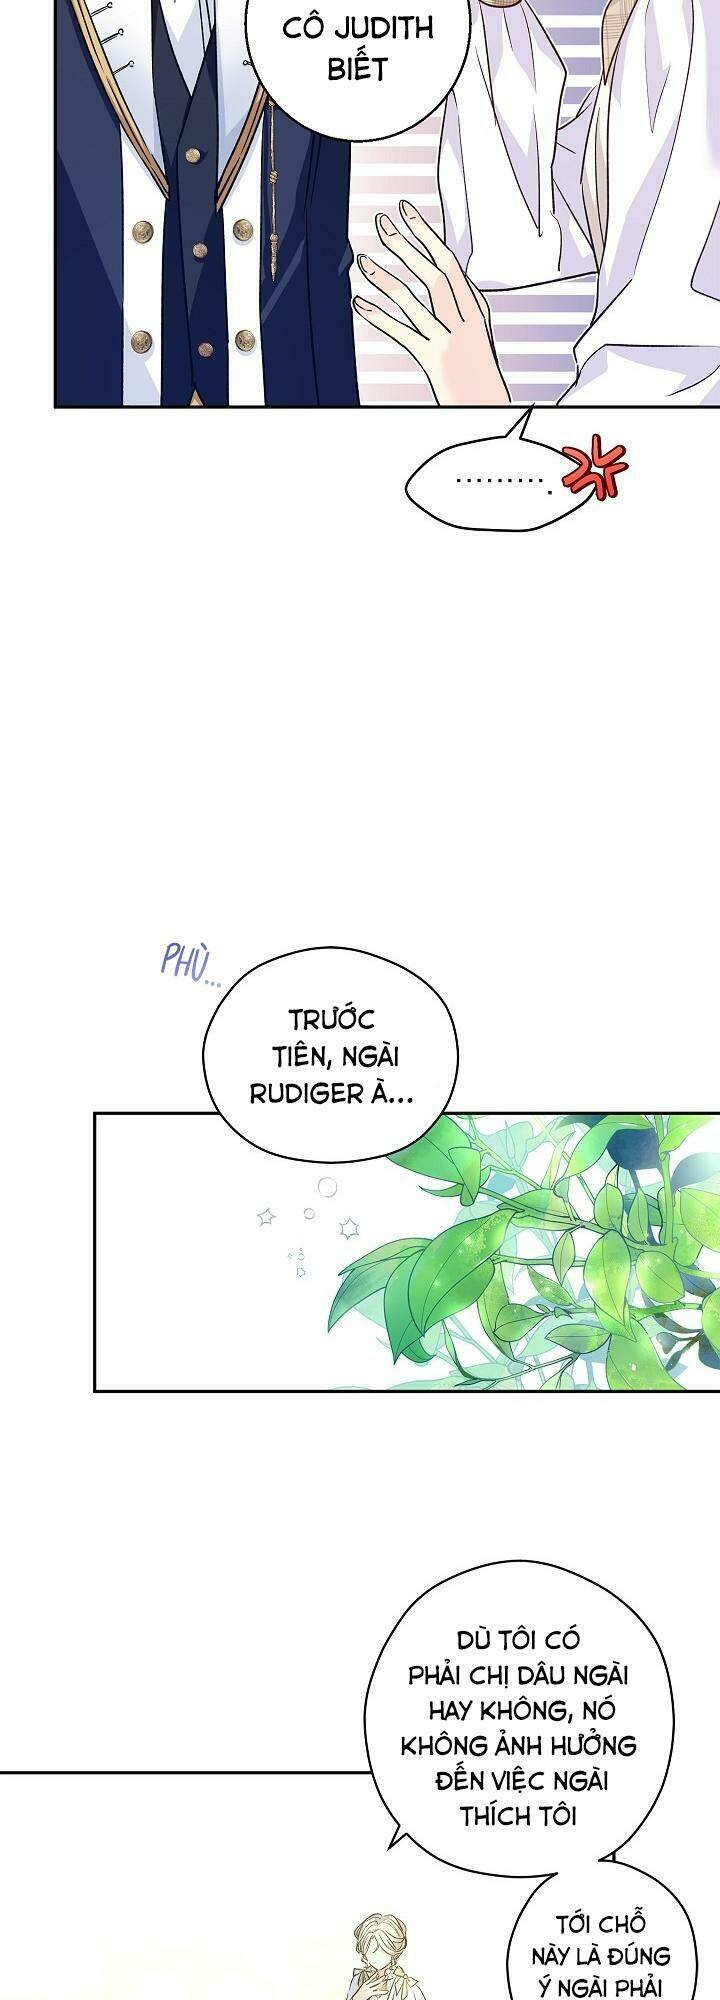 CÔ JUDITH
BIẾT
..........
PHÙ...
TRƯỚC
TIÊN, NGÀI
RUDIGER À...
DÙ TÔI CÓ
PHẢI CHỊ DÂU NGÀI
HAY KHÔNG, NÓ
KHÔNG ẢNH HƯỞNG
ĐẾN VIỆC NGÀI
THÍCH TÔI
TỚI CHỖ
NÀY LÀ ĐÚNG
Ý NGÀI PHẢI